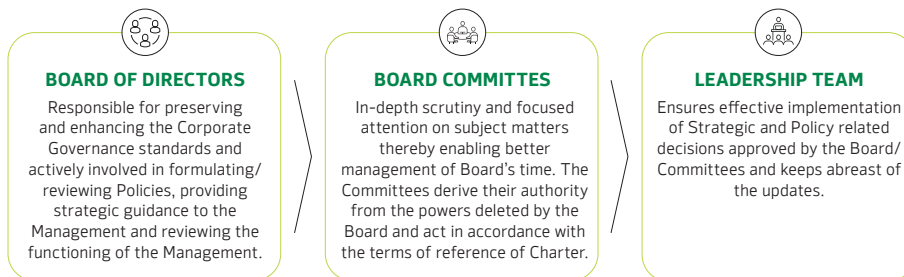 BOARD OF DIRECTORS
Responsible for preserving
and enhancing the Corporate
Governance standards and
actively involved in formulating/
reviewing Policies, providing
strategic guidance to the
Management and reviewing the
functioning of the Management.
BOARD COMMITTES
In-depth scrutiny and focused
attention on subject matters
thereby enabling better
management of Board's time. The
Committees derive their authority
from the powers deleted by the
Board and act in accordance with
the terms of reference of Charter.
LEADERSHIP TEAM
Ensures effective implementation
of Strategic and Policy related
decisions approved by the Board/
Committees and keeps abreast of
the updates.